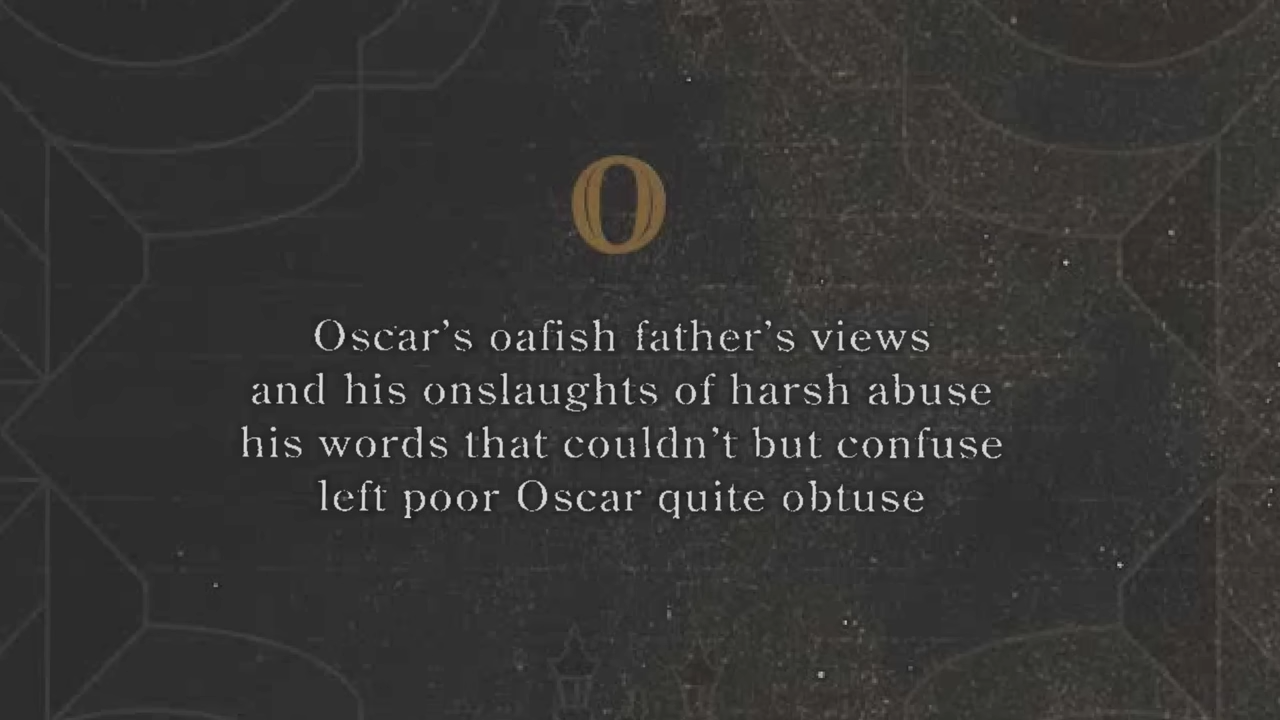 O
Oscar’s oafish father’s views
and his onslaughts of harsh abuse
his words that couldn’t but confuse
left poor Oscar quite obtuse